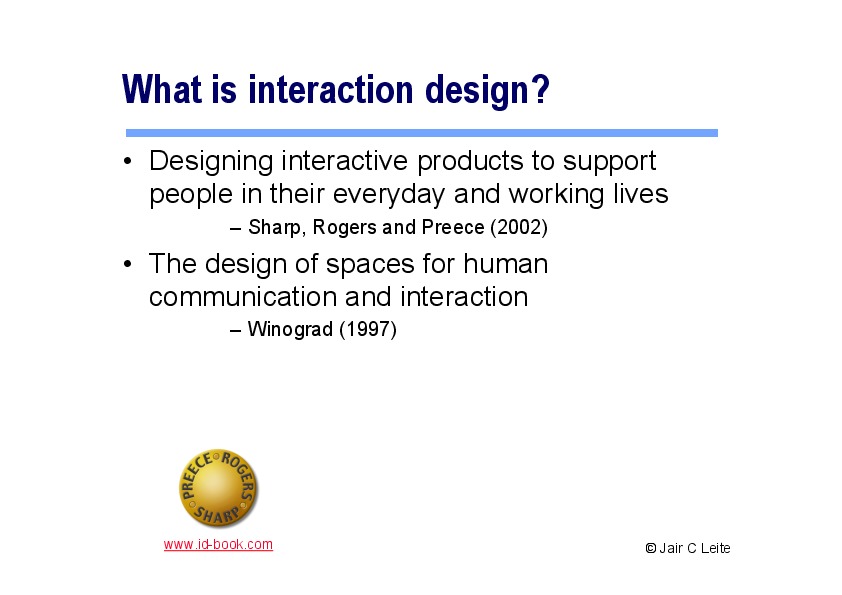 What is interaction design?
• Designing interactive products to support
people in their everyday and working lives
– Sharp, Rogers and Preece (2002)
• The design of spaces for human
communication and interaction
– Winograd (1997)
PREECE ROGERS SHARP
www.id-book.com
© Jair C Leite